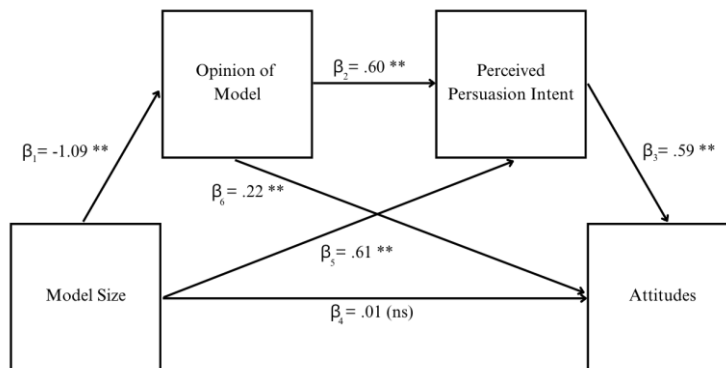 Opinion of
Model
β₂= .60 **
Perceived
Persuasion Intent
β₁= -1.09 **
β₃= .59 **
β₆= .22 **
β₅= .61 **
Model Size
β₄= .01 (ns)
Attitudes